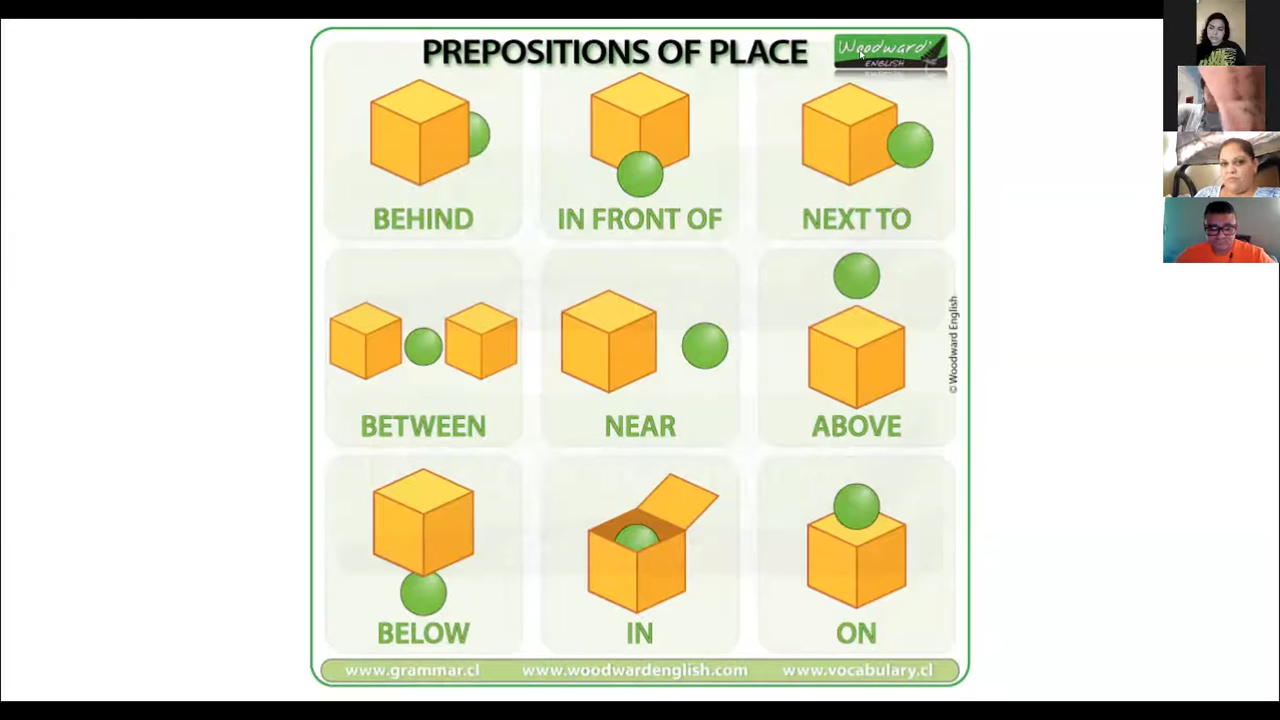 PREPOSITIONS OF PLACE
Woodward
ENGLISH
BEHIND
IN FRONT OF
NEXT TO
BETWEEN
NEAR
ABOVE
© Woodward English
BELOW
IN
ON
www.grammar.cl
www.woodwardenglish.com
www.vocabulary.cl